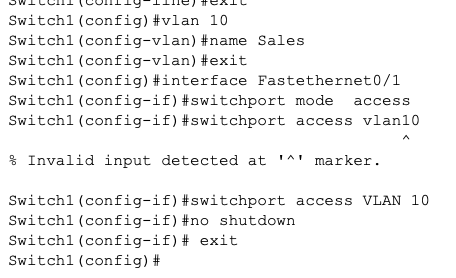 Switch1(config-line)#exit
Switch1(config)#vlan 10
Switch1(config-vlan)#name Sales
Switch1(config-vlan)#exit
Switch1(config)#interface Fastethernet0/1
Switch1(config-if)#switchport mode  access
Switch1(config-if)#switchport access vlan10
^
% Invalid input detected at '^' marker.
Switch1(config-if)#switchport access VLAN 10
Switch1(config-if)#no shutdown
Switch1(config-if)# exit
Switch1(config)#